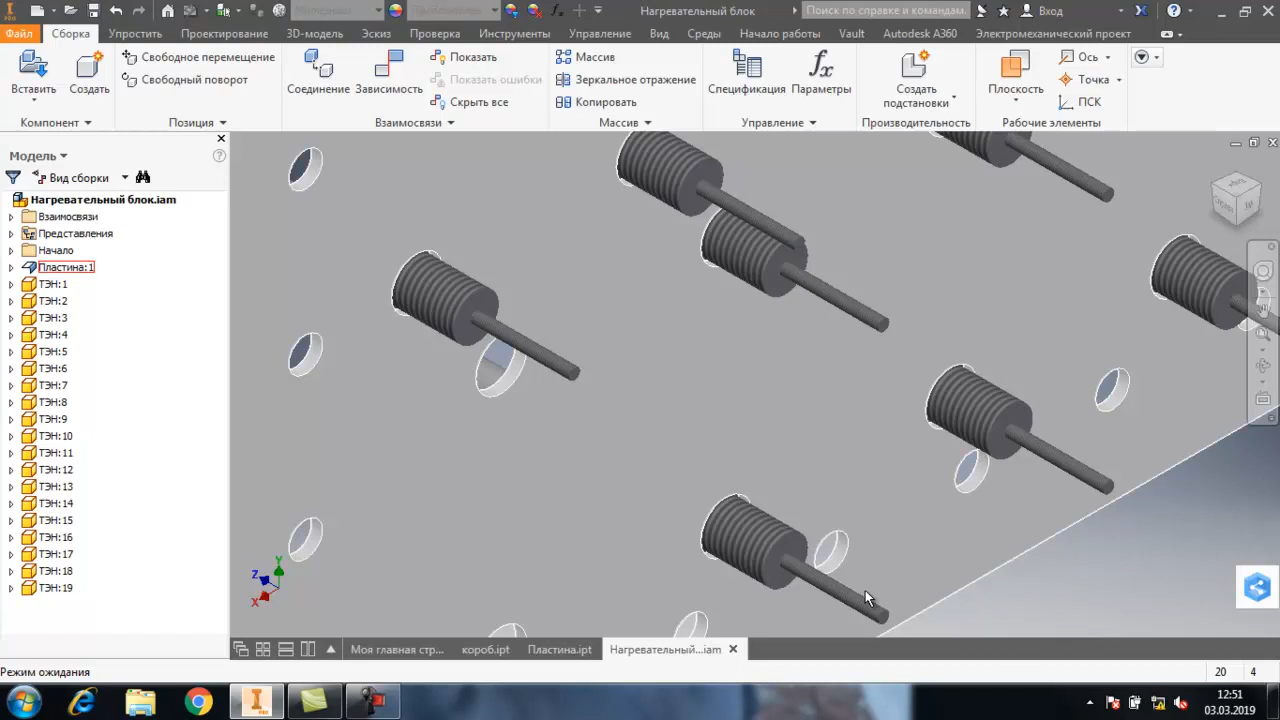 Нагревательный блок
Поиск по справке и командам.
Вход
Файл
Сборка
Упростить
Проектирование
3D-модель
Эскиз
Проверка
Инструменты
Управление
Вид
Среды
Начало работы
Vault
Autodesk A360
Электромеханический проект
Вставить
Создать
Компонент
Свободное перемещение
Свободный поворот
Позиция
Соединение
Зависимость
Показать
Показать ошибки
Скрыть все
Взаимосвязи
Массив
Зеркальное отражение
Копировать
Массив
Спецификация
Параметры
Управление
Создать
подстановки
Производительность
Плоскость
Ось
Точка
ПСК
Рабочие элементы
Модель
Вид сборки
Нагревательный блок.iam
Взаимосвязи
Представления
Начало
Пластина:1
ТЭН:1
ТЭН:2
ТЭН:3
ТЭН:4
ТЭН:5
ТЭН:6
ТЭН:7
ТЭН:8
ТЭН:9
ТЭН:10
ТЭН:11
ТЭН:12
ТЭН:13
ТЭН:14
ТЭН:15
ТЭН:16
ТЭН:17
ТЭН:18
ТЭН:19
Y
Z
X
Моя главная стр...
короб.ipt
Пластина.ipt
Нагревательный...iam
Режим ожидания
20
4
12:51
03.03.2019